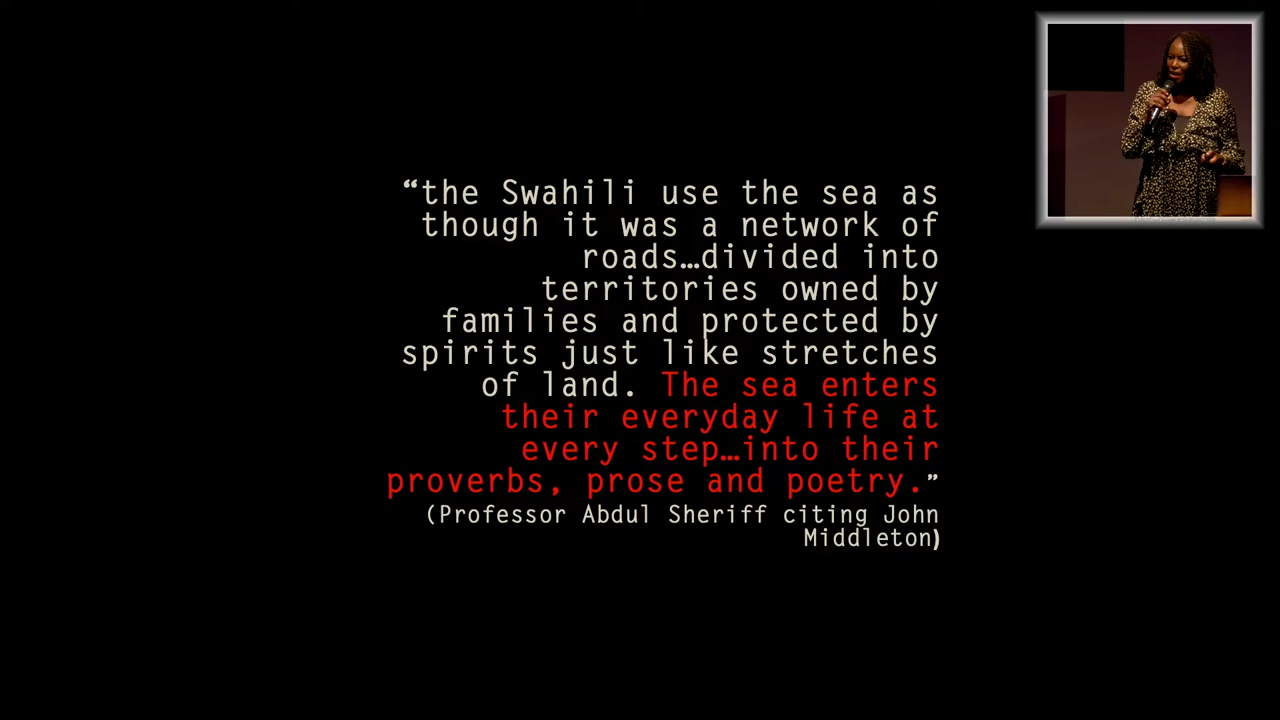 “the Swahili use the sea as
though it was a network of
roads…divided into
territories owned by
families and protected by
spirits just like stretches
of land. The sea enters
their everyday life at
every step…into their
proverbs, prose and poetry.”
(Professor Abdul Sheriff citing John
Middleton)